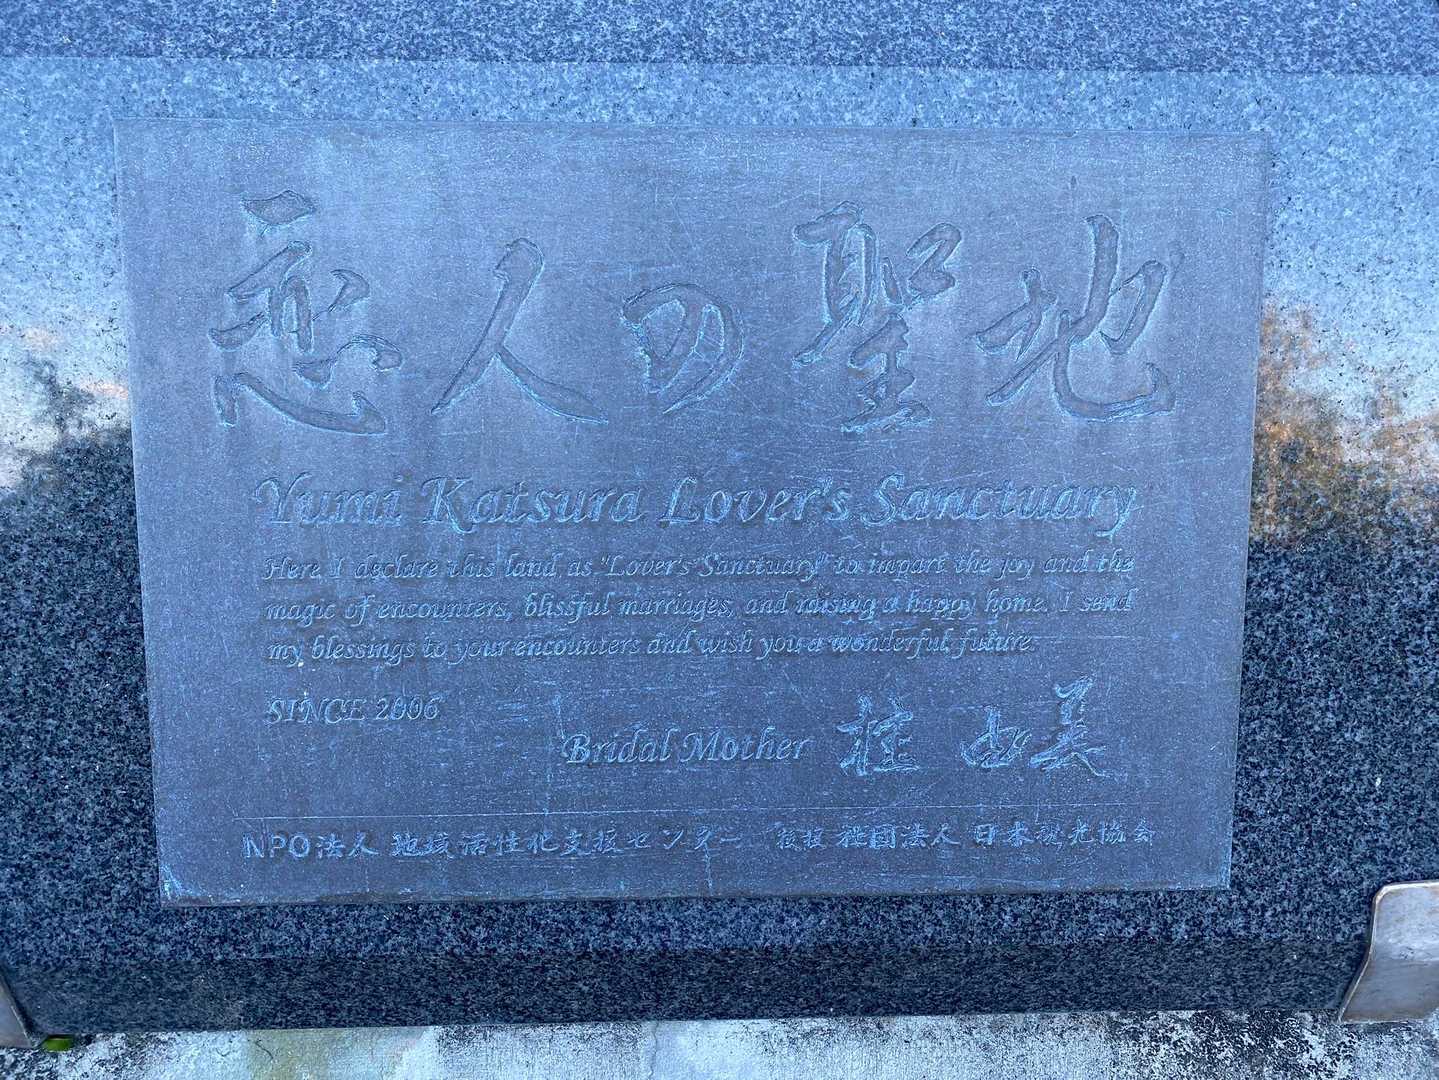 恋人の聖地
Yumi Katsura Lover's Sanctuary
Here, I declare this land as "Lover's Sanctuary" to impart the joy and the
magic of encounters, blissful marriages, and raising a happy home. I send
my blessings to your encounters and wish you a wonderful future.
SINCE 2006
Bridal Mother 桂 由美
NPO法人 地域活性化支援センター 後援 社団法人 日本観光協会